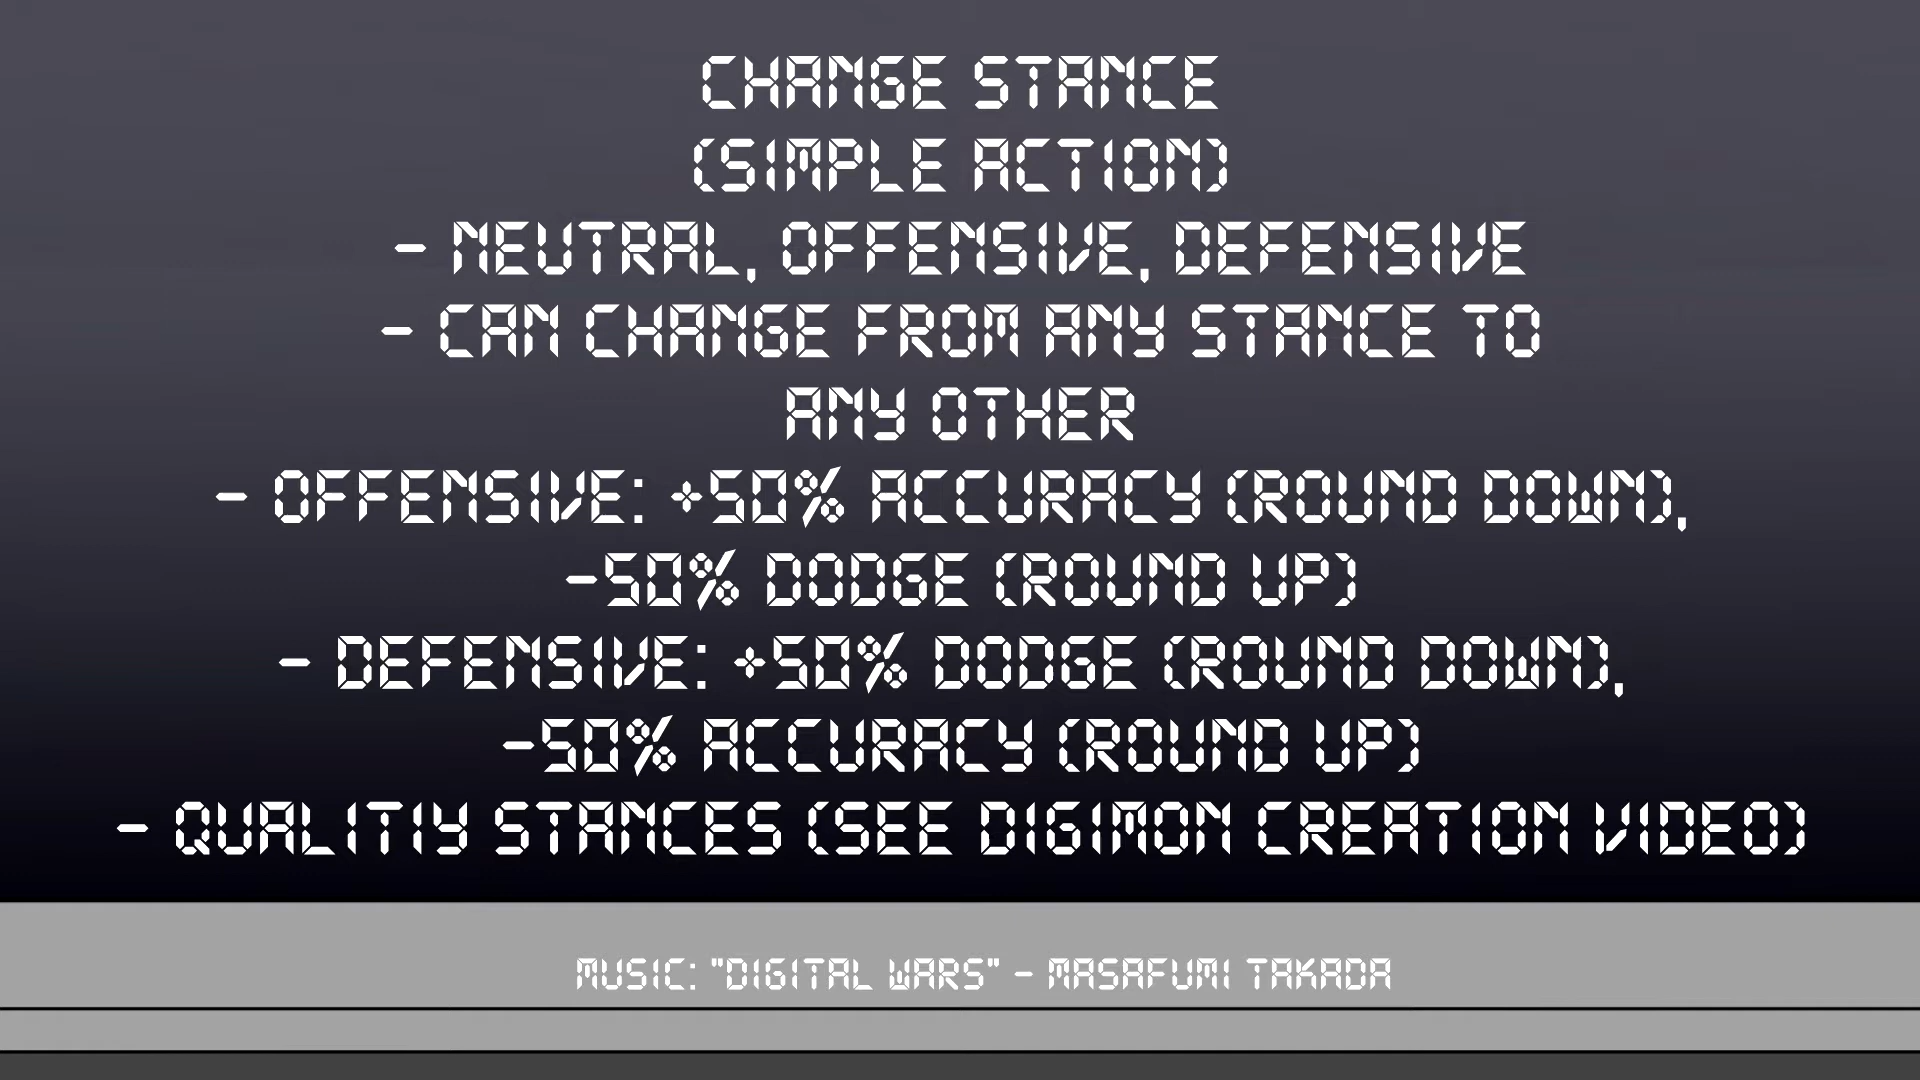 CHANGE STANCE
(SIMPLE ACTION)
- NEUTRAL, OFFENSIVE, DEFENSIVE
- CAN CHANGE FROM ANY STANCE TO
ANY OTHER
- OFFENSIVE: +50% ACCURACY (ROUND DOWN),
-50% DODGE (ROUND UP)
- DEFENSIVE: +50% DODGE (ROUND DOWN),
-50% ACCURACY (ROUND UP)
- QUALITIY STANCES (SEE DIGIMON CREATION VIDEO)
MUSIC: "DIGITAL WARS" - MASAFUMI TAKADA